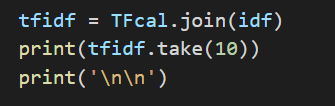 tfidf = TFcal.join(idf)
print(tfidf.take(10))
print('\n\n')